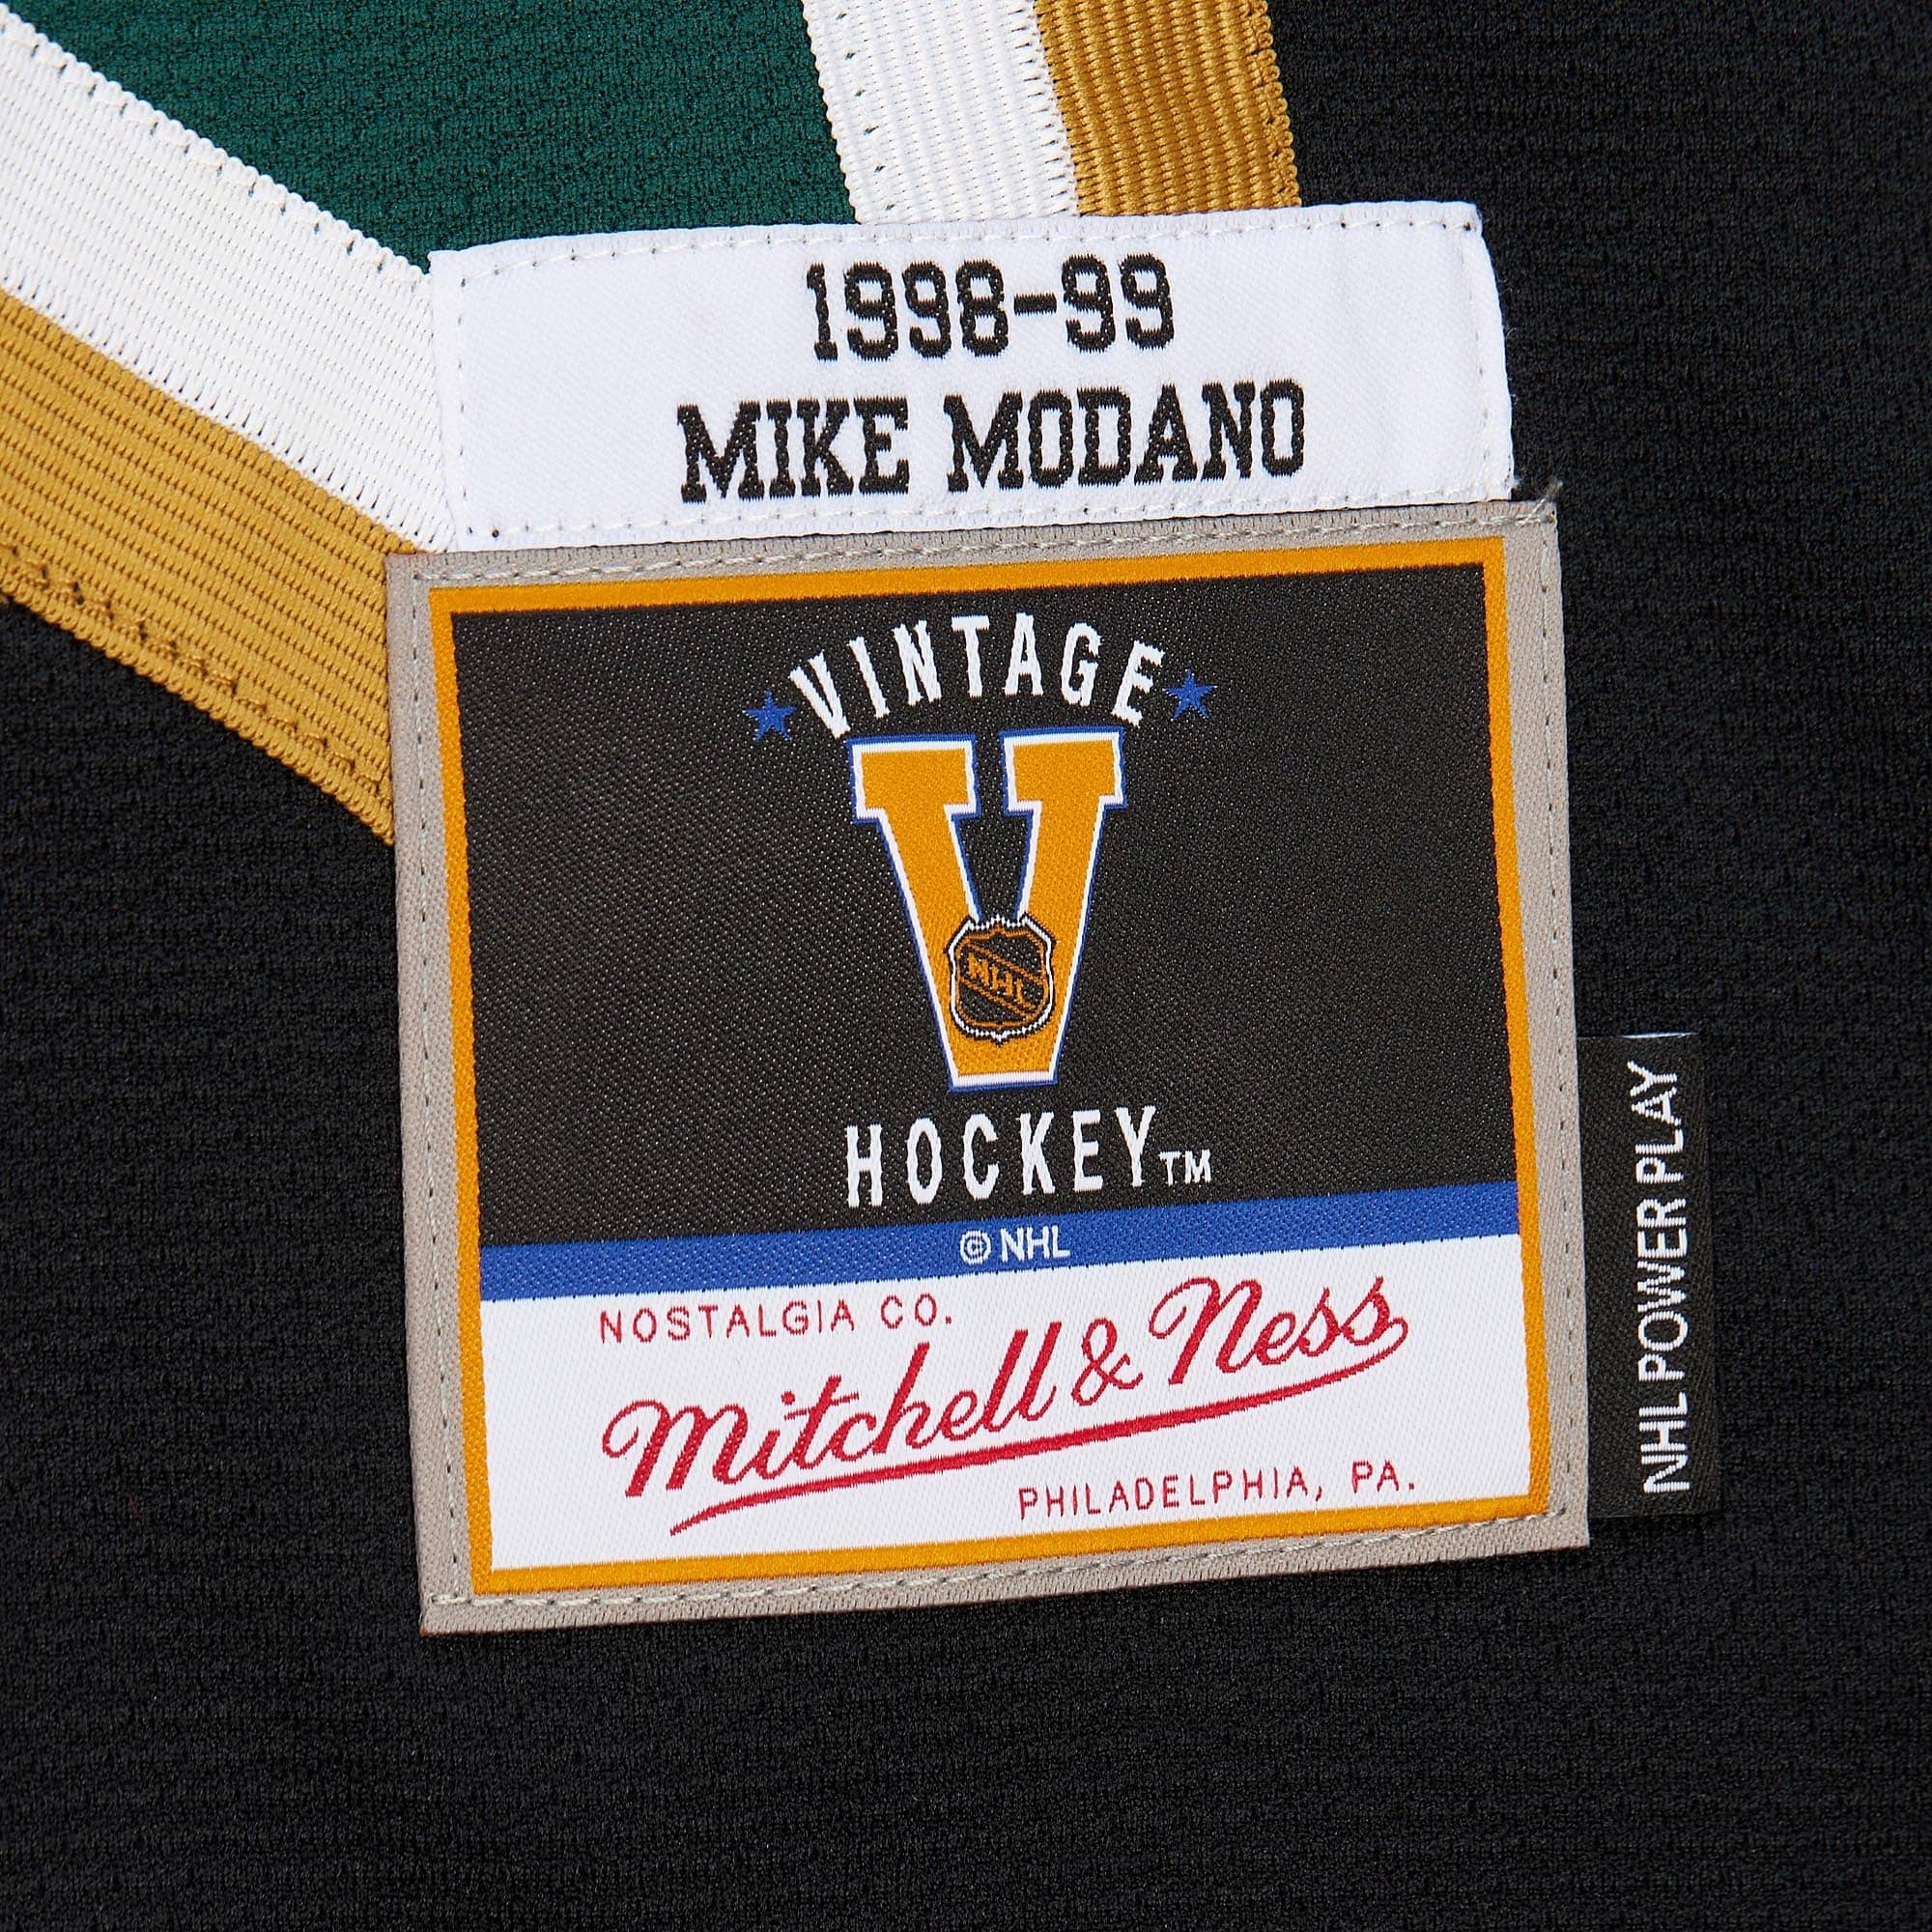 1998-99
MIKE MODANO
VINTAGE
V
NHL
HOCKEY™
© NHL
NOSTALGIA CO.
Mitchell & Ness
PHILADELPHIA, PA.
NHL POWER PLAY